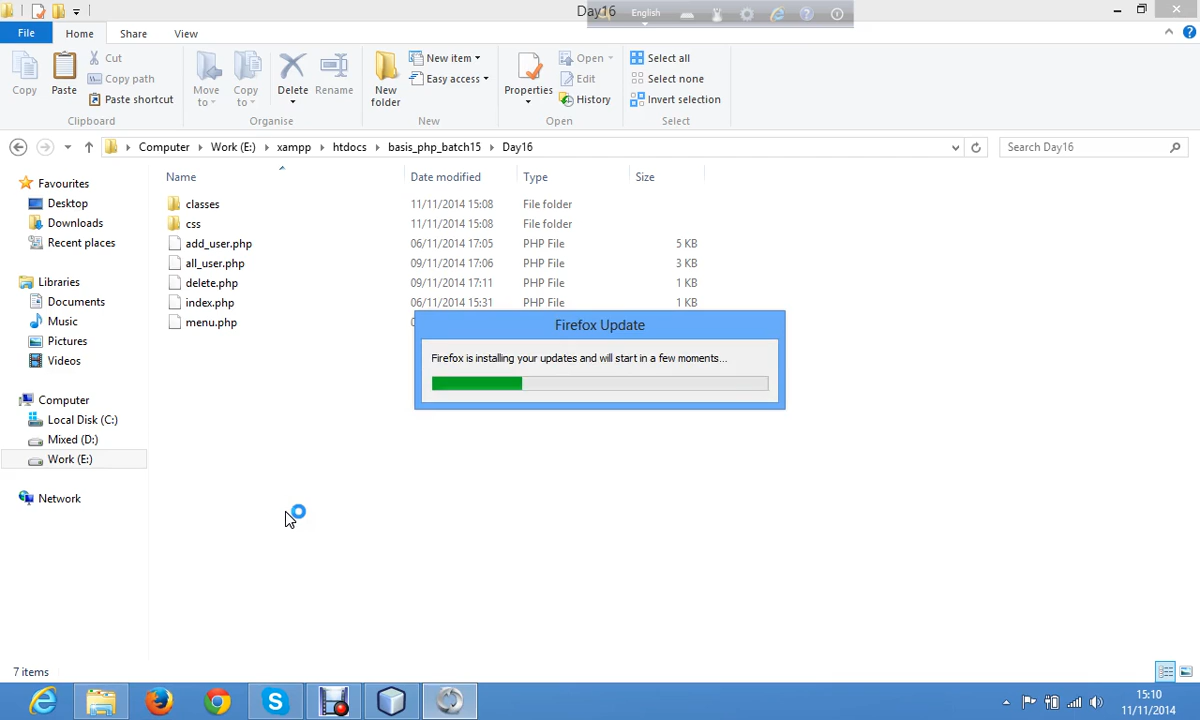 Day16
English
File
Home
Share
View
Copy
Paste
Cut
Copy path
Paste shortcut
Clipboard
Move to
Copy to
Delete
Rename
Organise
New folder
New item
Easy access
New
Properties
Open
Edit
History
Open
Select all
Select none
Invert selection
Select
Computer Work (E:) xampp htdocs basis_php_batch15 Day16
Search Day16
Name Date modified Type Size
Favourites
Desktop
Downloads
Recent places
Libraries
Documents
Music
Pictures
Videos
Computer
Local Disk (C:)
Mixed (D:)
Work (E:)
Network
classes 11/11/2014 15:08 File folder
css 11/11/2014 15:08 File folder
add_user.php 06/11/2014 17:05 PHP File 5 KB
all_user.php 09/11/2014 17:06 PHP File 3 KB
delete.php 09/11/2014 17:11 PHP File 1 KB
index.php 06/11/2014 15:31 PHP File 1 KB
menu.php
Firefox Update
Firefox is installing your updates and will start in a few moments...
7 items
15:10
11/11/2014